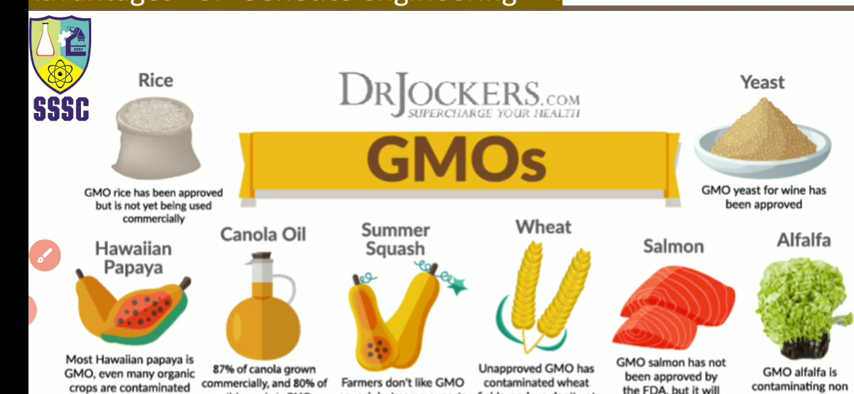 SSSC
DRJOCKERS.COM
SUPERCHARGE YOUR HEALTH
GMOs
Rice
GMO rice has been approved
but is not yet being used
commercially
Yeast
GMO yeast for wine has
been approved
Hawaiian
Papaya
Most Hawaiian papaya is
GMO, even many organic
crops are contaminated
Canola Oil
87% of canola grown
commercially, and 80% of
Summer
Squash
Farmers don't like GMO
Wheat
Unapproved GMO has
contaminated wheat
Salmon
GMO salmon has not
been approved by
the FDA, but it will
Alfalfa
GMO alfalfa is
contaminating non